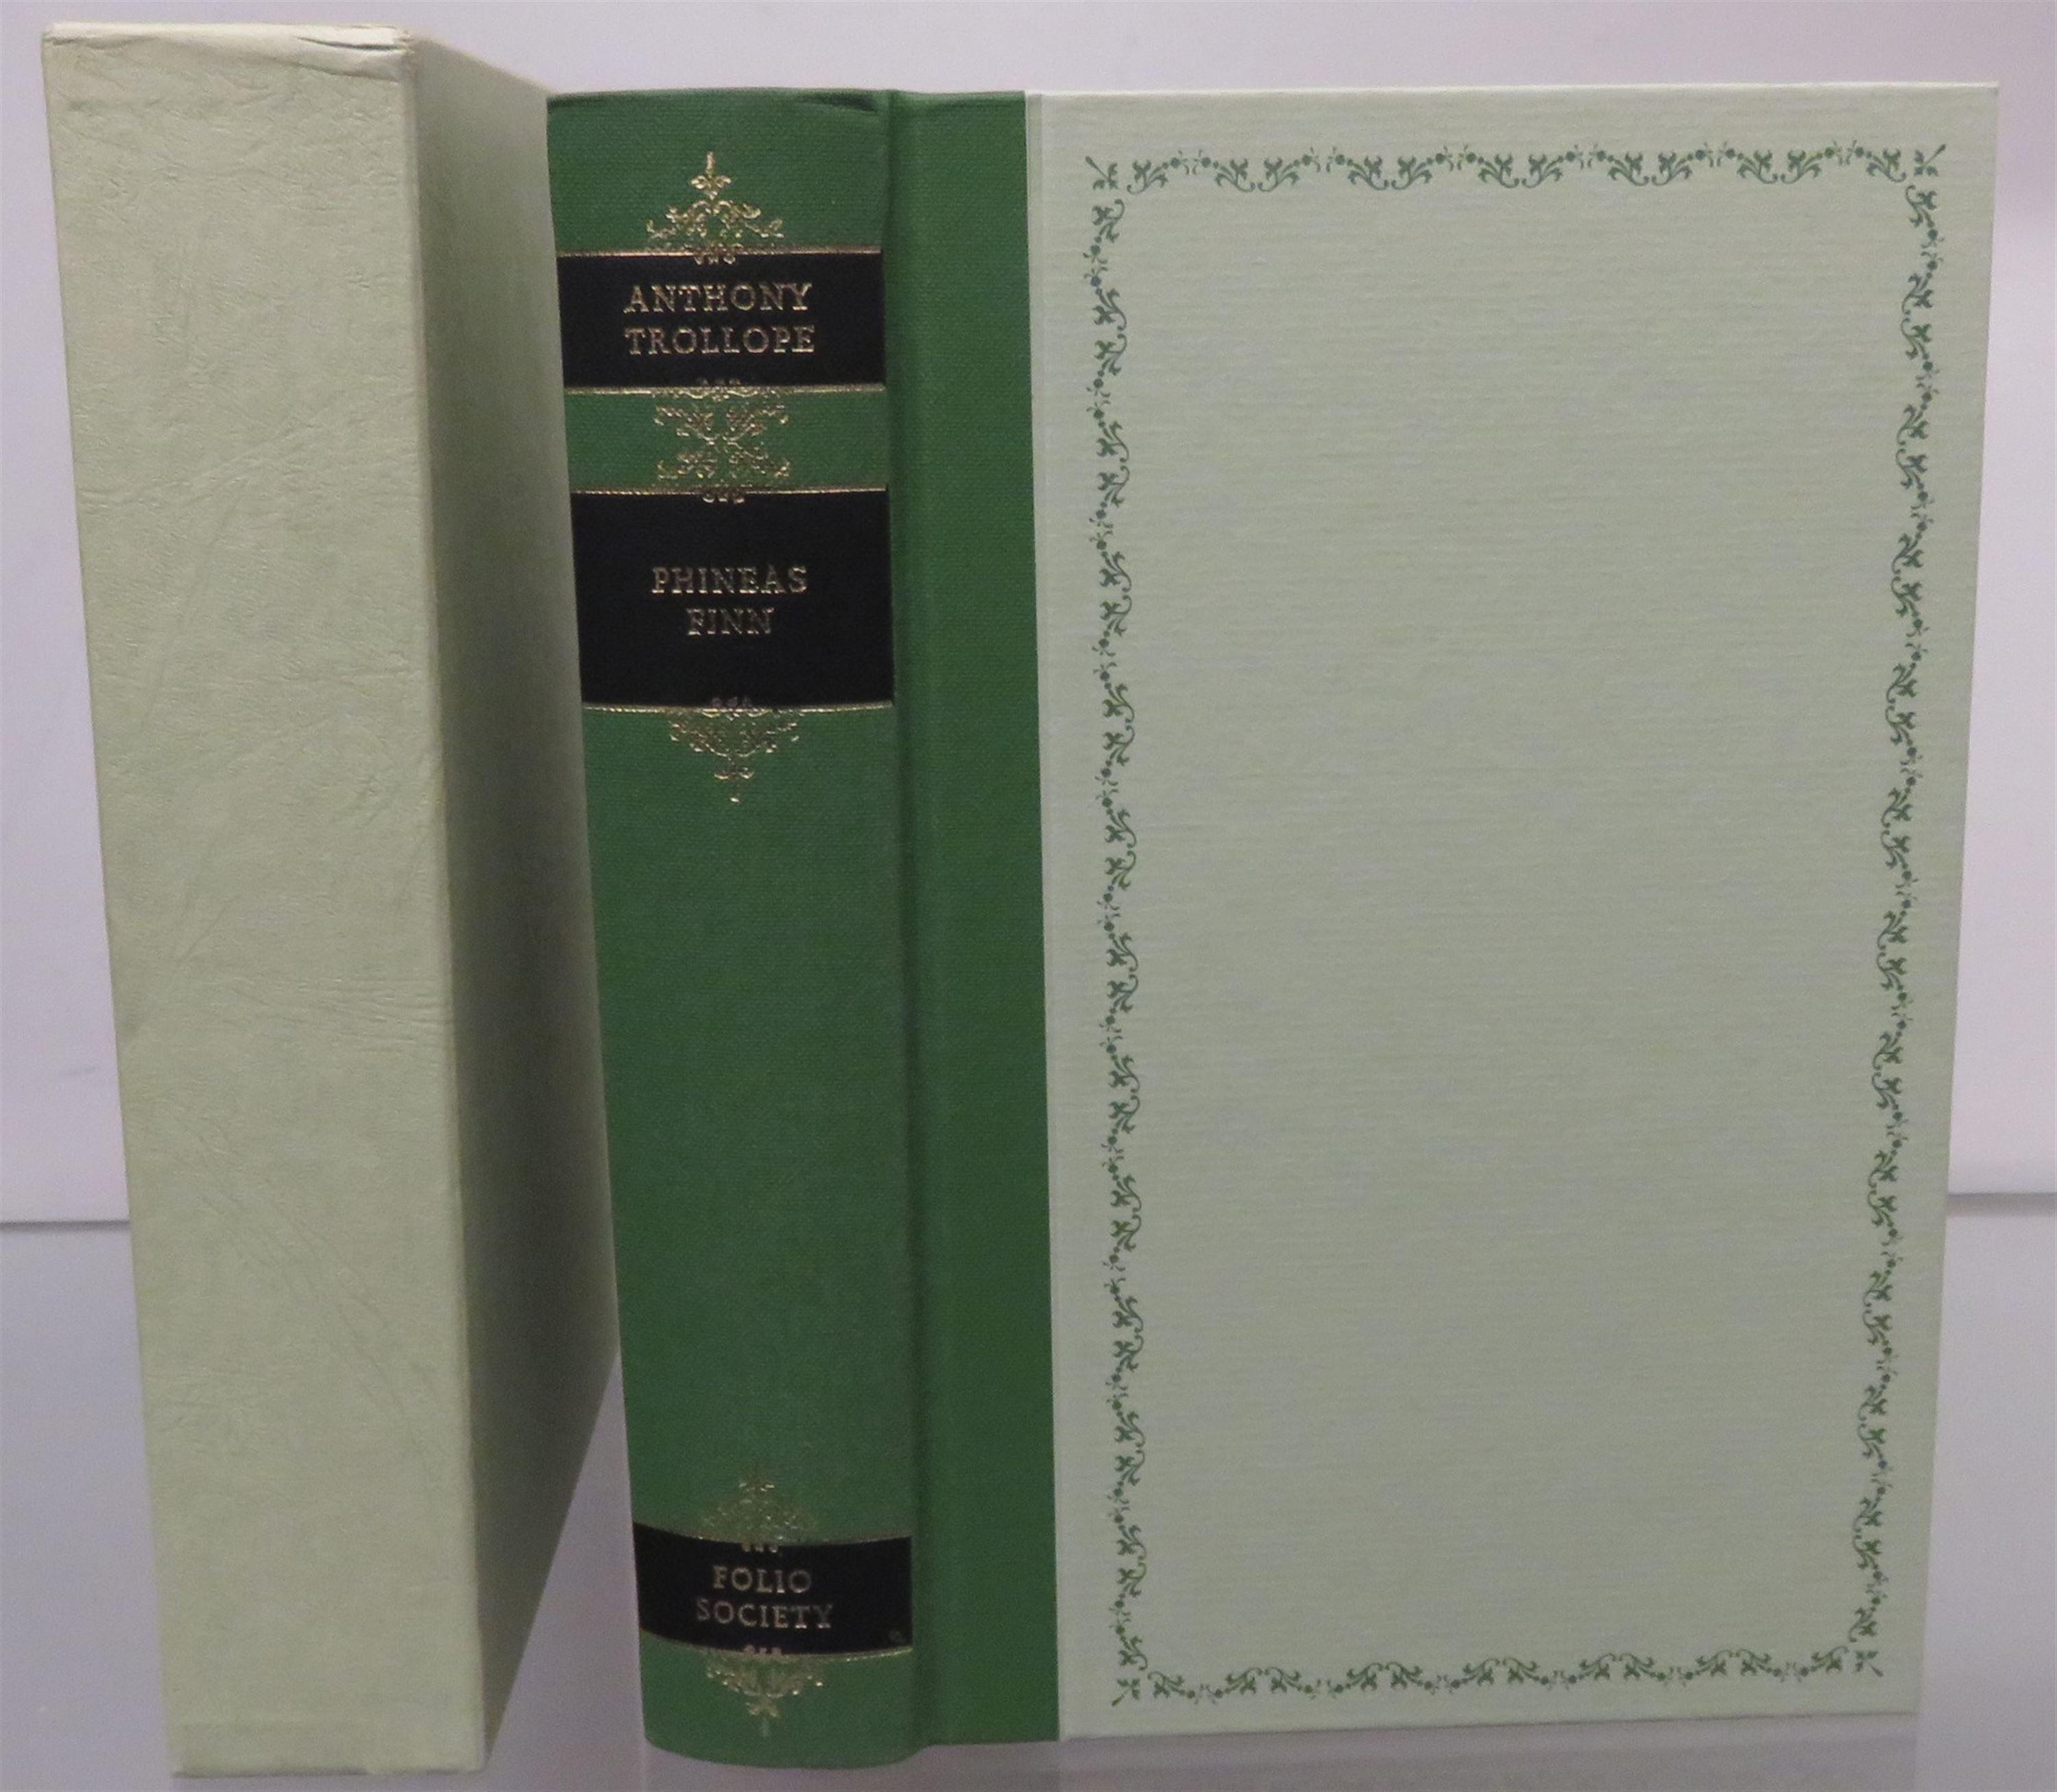 ANTHONY
TROLLOPE
PHINEAS
FINN
FOLIO
SOCIETY